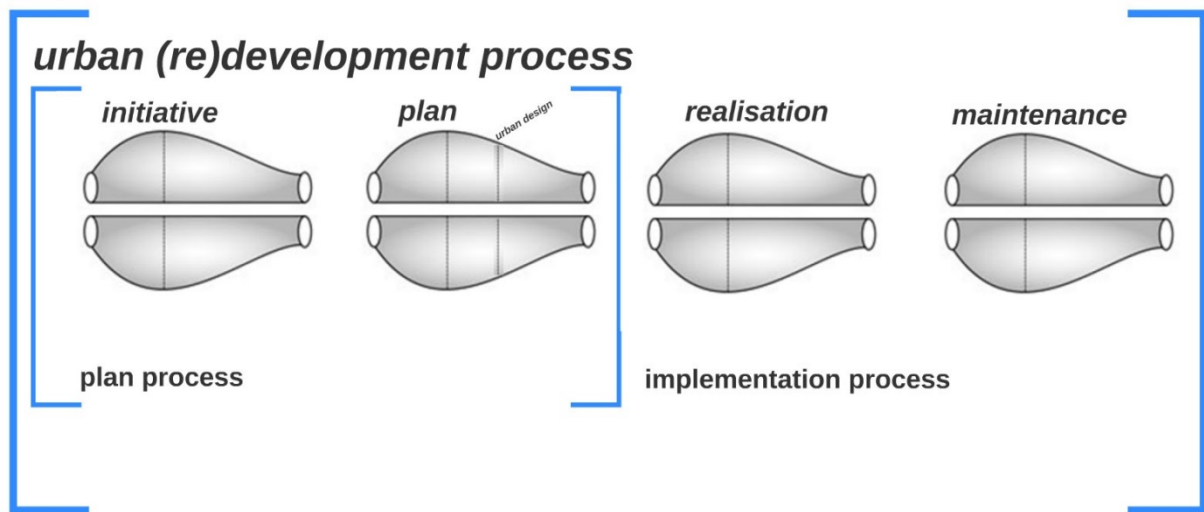 urban (re)development process
initiative
plan
urban design
realisation
maintenance
plan process
implementation process